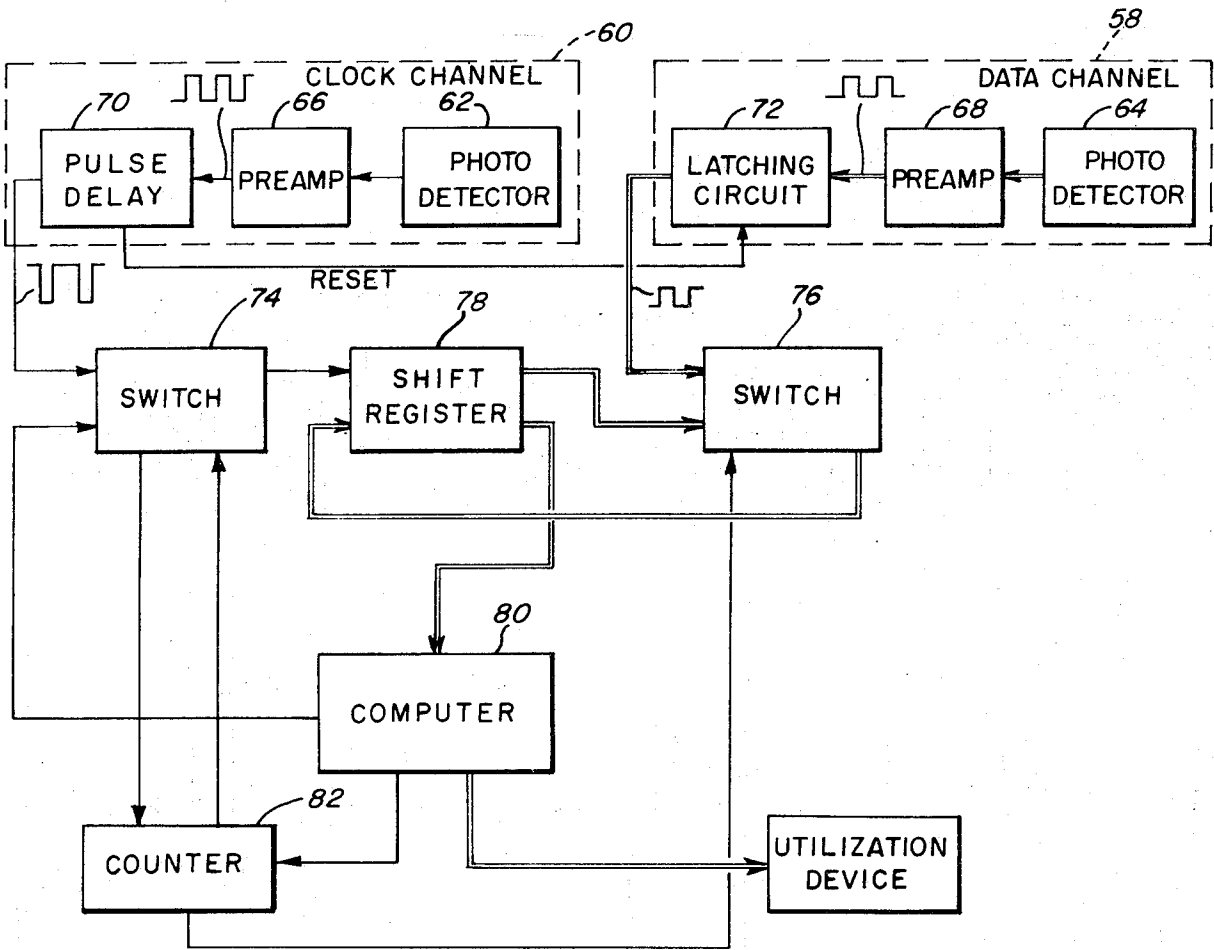 60
58
CLOCK CHANNEL
DATA CHANNEL
70
66
62
72
68
64
PULSE
DELAY
PREAMP
PHOTO
DETECTOR
LATCHING
CIRCUIT
PREAMP
PHOTO
DETECTOR
RESET
74
78
76
SWITCH
SHIFT
REGISTER
SWITCH
80
COMPUTER
82
COUNTER
UTILIZATION
DEVICE